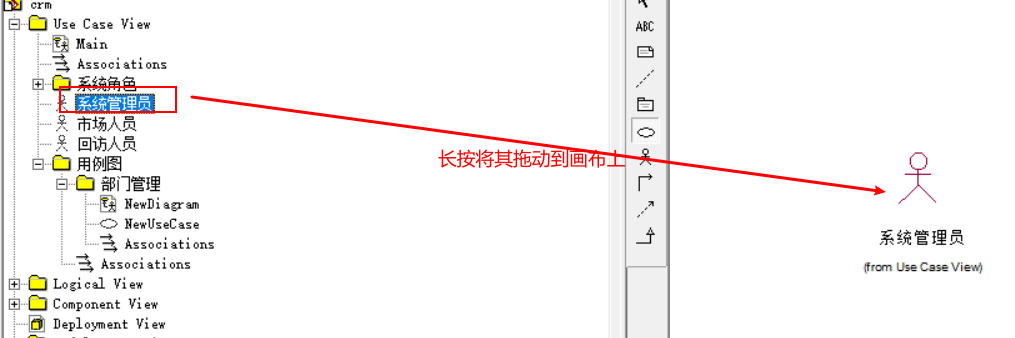 crm
Use Case View
Main
Associations
系统角色
系统管理员
市场人员
回访人员
用例图
部门管理
NewDiagram
NewUseCase
Associations
Associations
Logical View
Component View
Deployment View
ABC
长按将其拖动到画布上
系统管理员
(from Use Case View)